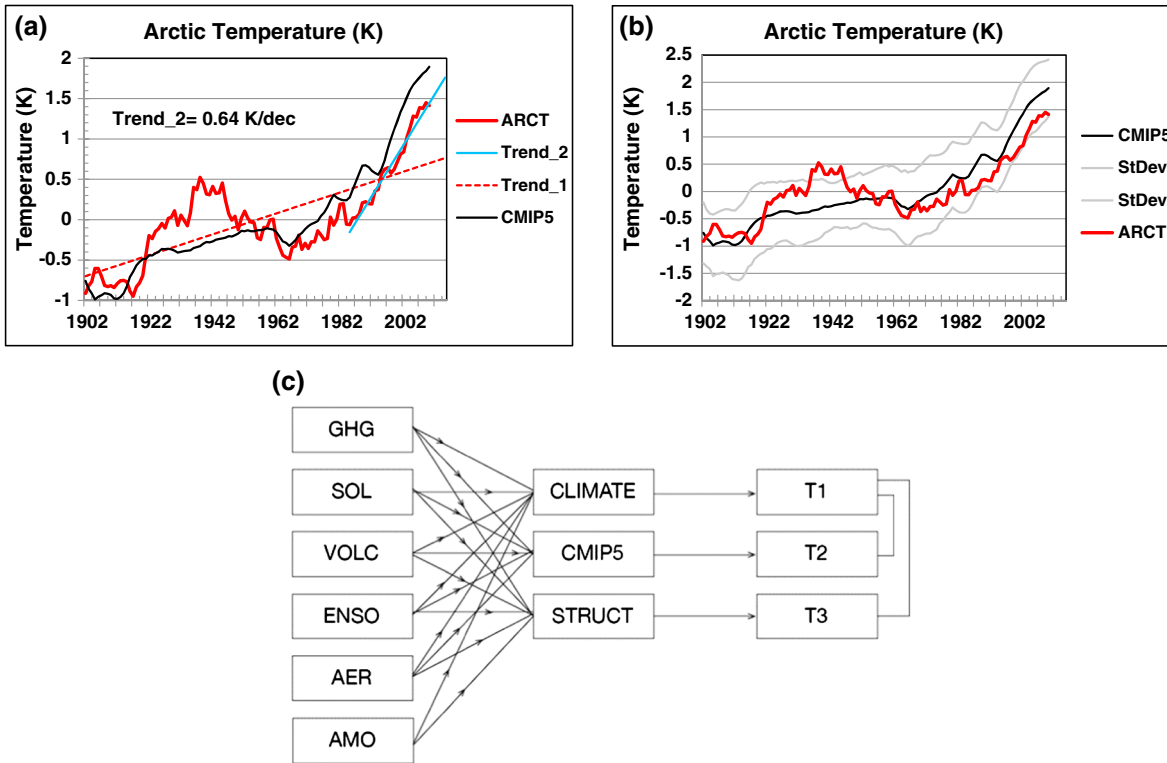 (a)
Arctic Temperature (K)
Temperature (K)
2
1.5
1
0.5
0
-0.5
-1
Trend_2= 0.64 K/dec
1902 1922 1942 1962 1982 2002
ARCT
Trend_2
Trend_1
CMIP5
(b)
Arctic Temperature (K)
Temperature (K)
2.5
2
1.5
1
0.5
0
-0.5
-1
-1.5
-2
1902 1922 1942 1962 1982 2002
CMIP5
StDev
StDev
ARCT
(c)
GHG
SOL
VOLC
ENSO
AER
AMO
CLIMATE
CMIP5
STRUCT
T1
T2
T3